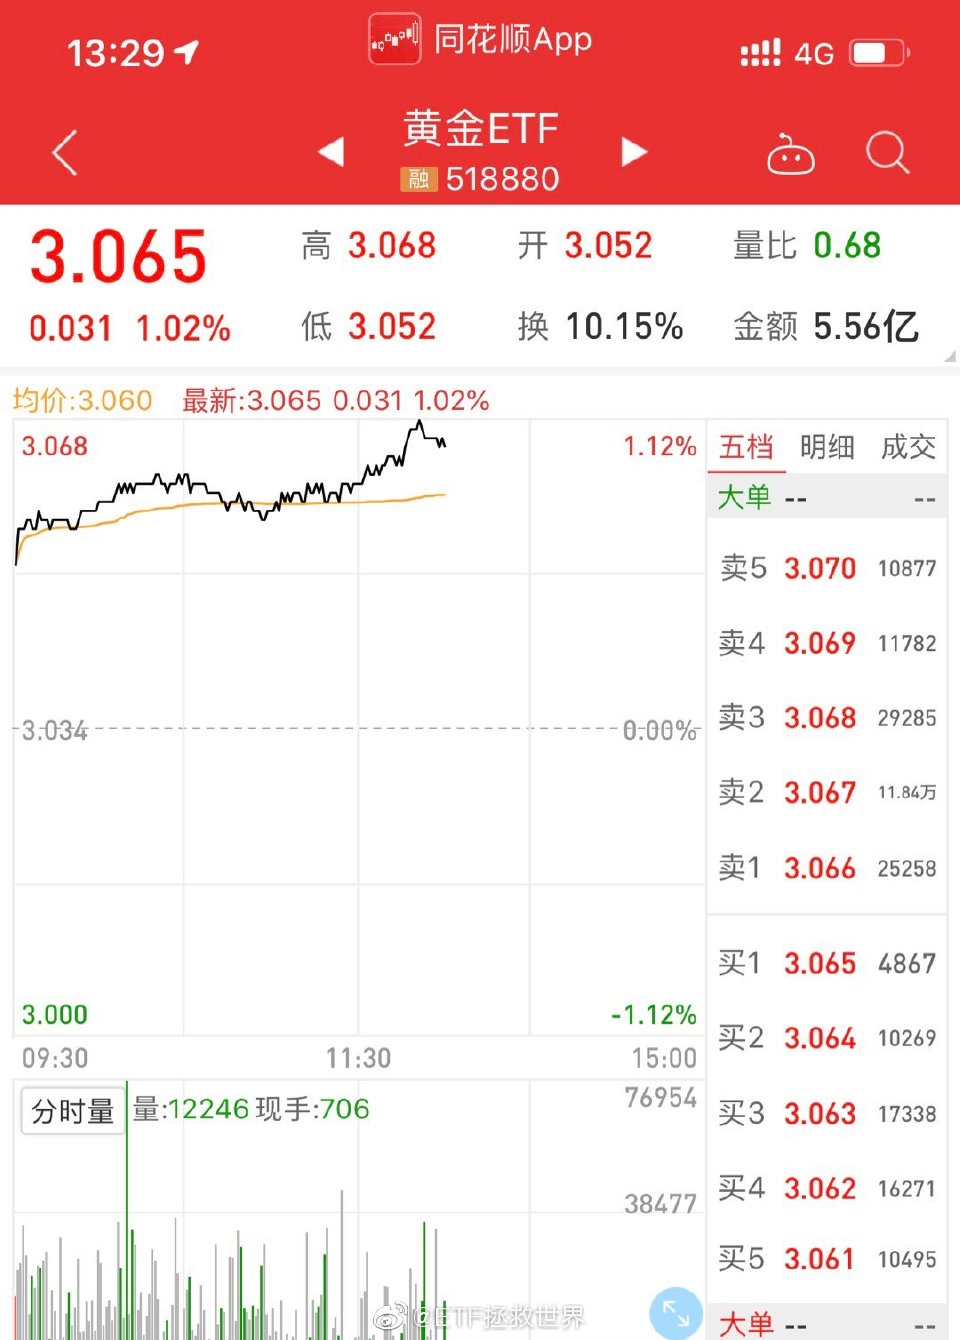 13:29
同花顺App
4G
黄金ETF
融 518880
3.065
高 3.068 开 3.052 量比 0.68
0.031 1.02% 低 3.052 换 10.15% 金额 5.56亿
均价:3.060 最新:3.065 0.031 1.02%
3.068 1.12%
五档 明细 成交
大单 -- --
卖5 3.070 10877
卖4 3.069 11782
卖3 3.068 29285
3.034 0.00%
卖2 3.067 11.84万
卖1 3.066 25258
买1 3.065 4867
3.000 -1.12%
买2 3.064 10269
09:30 11:30 15:00
分时量 量:12246 现手:706 76954
买3 3.063 17338
38477
买4 3.062 16271
买5 3.061 10495
大单 -- --
@ETF拯救世界